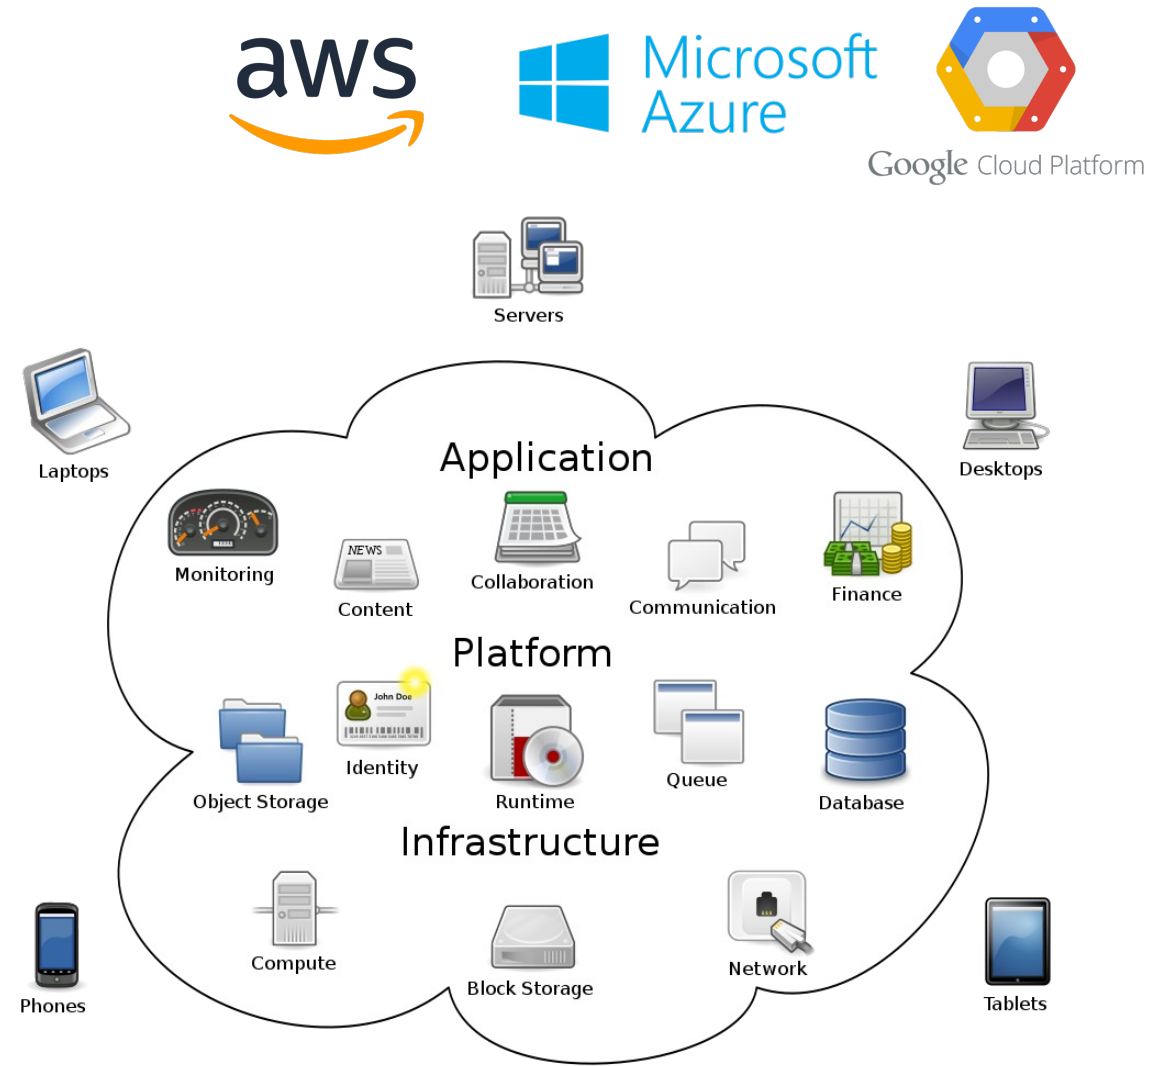 aws
Microsoft
Azure
Google Cloud Platform
Servers
Laptops
Desktops
Application
Monitoring
NEWS
Content
Collaboration
Communication
Finance
Platform
Object Storage
John Doe
Identity
Runtime
Queue
Database
Infrastructure
Compute
Block Storage
Network
Phones
Tablets